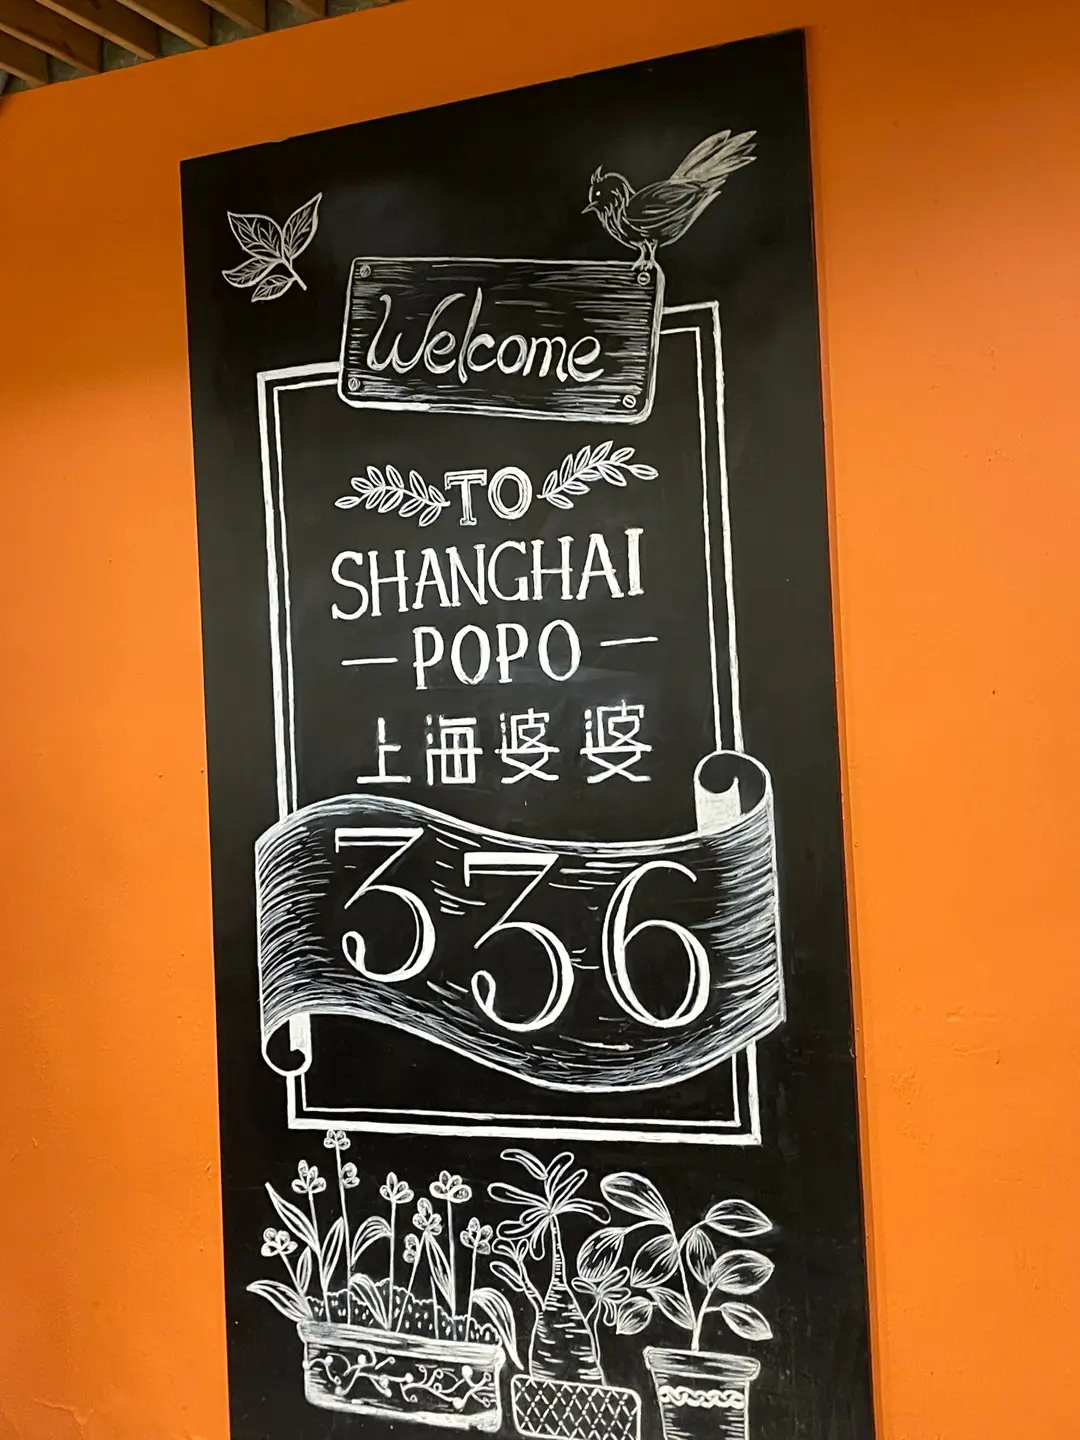 Welcome
TO
SHANGHAI
— POPO —
上海婆婆
336